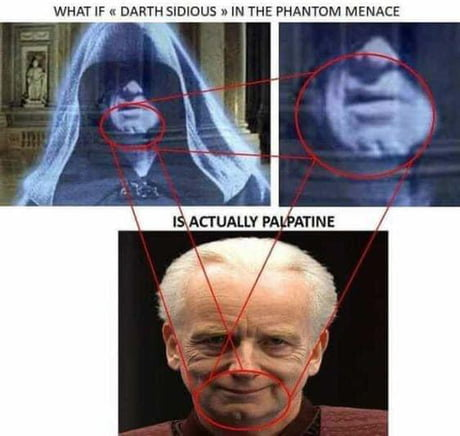 WHAT IF « DARTH SIDIOUS » IN THE PHANTOM MENACE
IS ACTUALLY PALPATINE